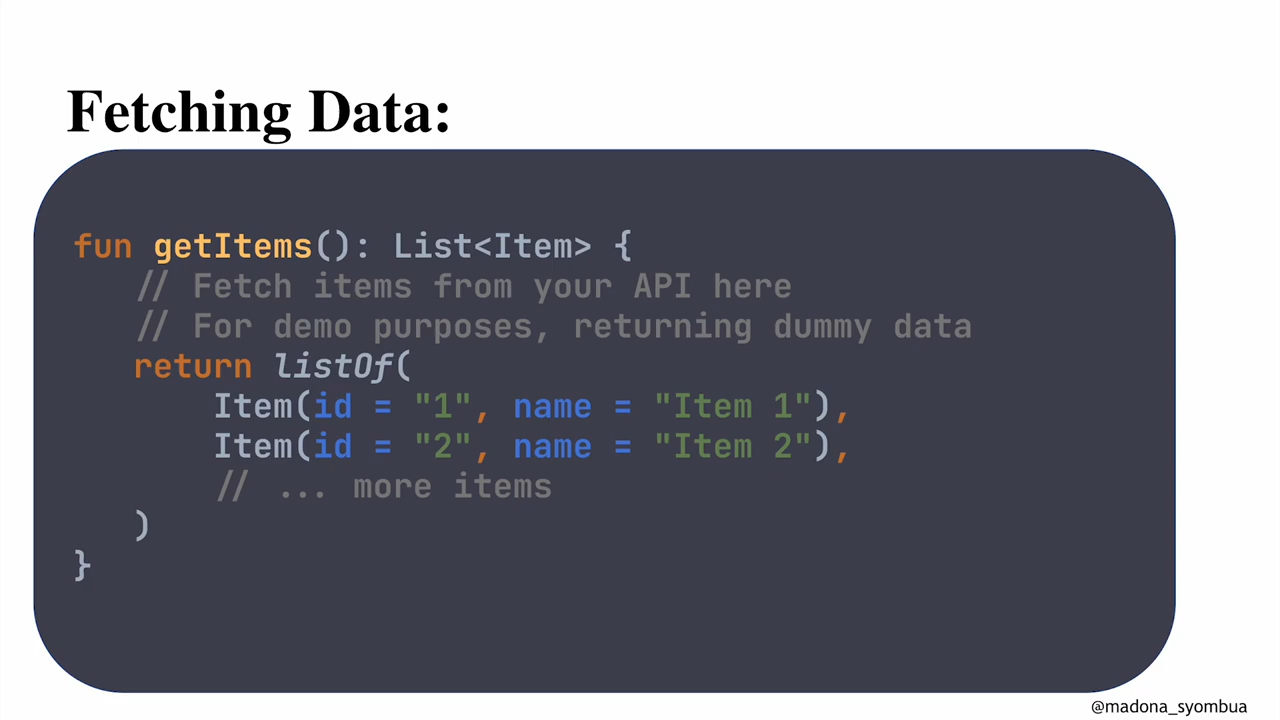 Fetching Data:
fun getItems(): List<Item> {
// Fetch items from your API here
// For demo purposes, returning dummy data
return listOf(
Item(id = "1", name = "Item 1"),
Item(id = "2", name = "Item 2"),
// ... more items
)
}
@madona_syombua